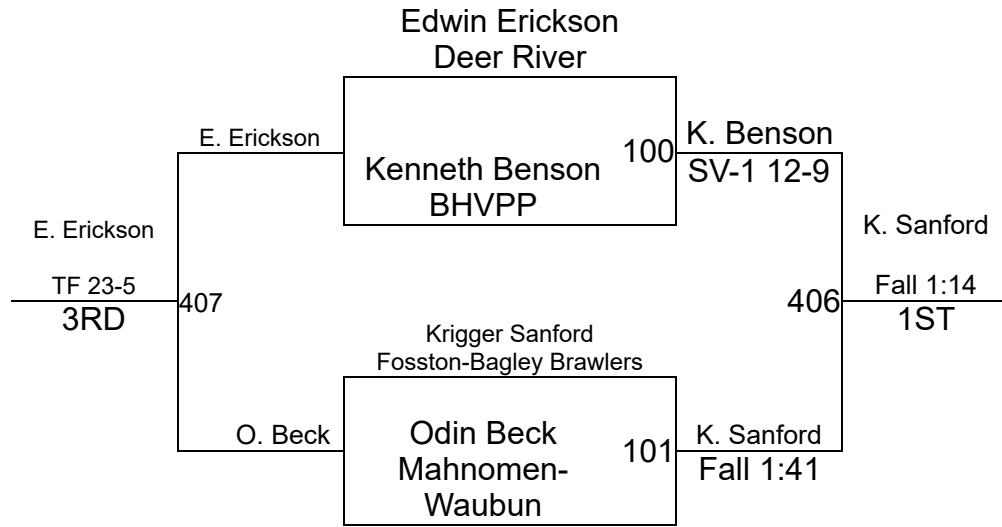 Edwin Erickson
Deer River
E. Erickson
Kenneth Benson
BHVPP
100
K. Benson
SV-1 12-9
E. Erickson
TF 23-5
3RD
407
K. Sanford
406
Fall 1:14
1ST
Krigger Sanford
Fosston-Bagley Brawlers
O. Beck
Odin Beck
Mahnomen-
Waubun
101
K. Sanford
Fall 1:41